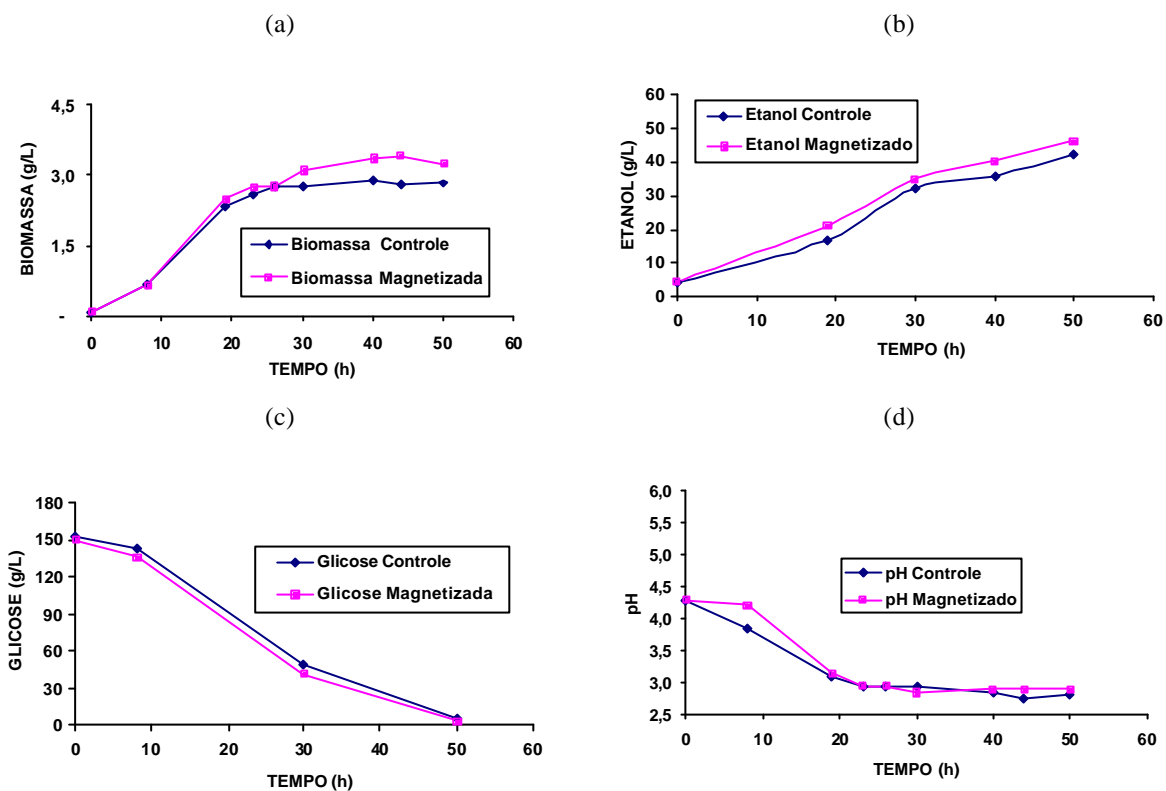 (a)
BIOMASSA (g/L)
4,5
3,0
1,5
-
Biomassa Controle
Biomassa Magnetizada
0 10 20 30 40 50 60
TEMPO (h)
(b)
ETANOL (g/L)
60
50
40
30
20
10
0
Etanol Controle
Etanol Magnetizado
0 10 20 30 40 50 60
TEMPO (h)
(c)
GLICOSE (g/L)
180
150
120
90
60
30
0
Glicose Controle
Glicose Magnetizada
0 10 20 30 40 50 60
TEMPO (h)
(d)
pH
6,0
5,5
5,0
4,5
4,0
3,5
3,0
2,5
pH Controle
pH Magnetizado
0 10 20 30 40 50 60
TEMPO (h)